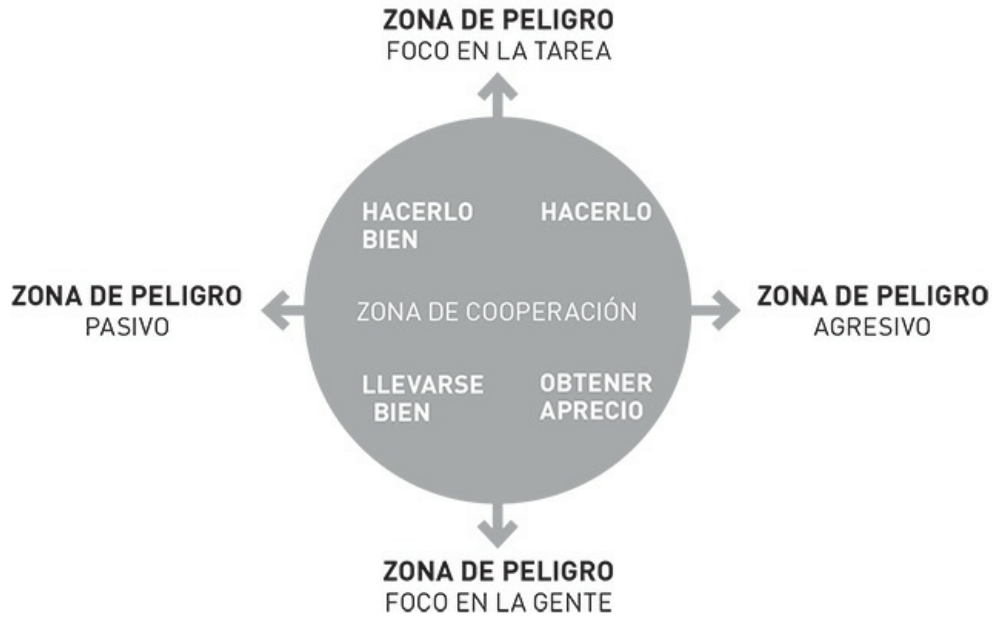 ZONA DE PELIGRO
FOCO EN LA TAREA
HACERLO
BIEN
HACERLO
ZONA DE PELIGRO
PASIVO
ZONA DE COOPERACIÓN
ZONA DE PELIGRO
AGRESIVO
LLEVARSE
BIEN
OBTENER
APRECIO
ZONA DE PELIGRO
FOCO EN LA GENTE